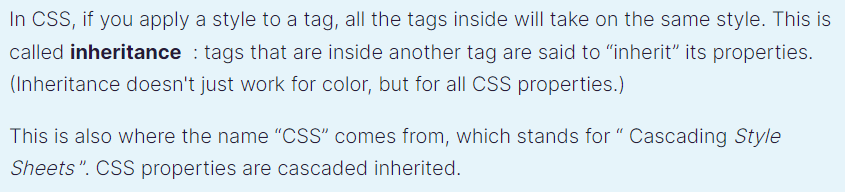 In CSS, if you apply a style to a tag, all the tags inside will take on the same style. This is
called inheritance : tags that are inside another tag are said to “inherit” its properties.
(Inheritance doesn't just work for color, but for all CSS properties.)
This is also where the name “CSS” comes from, which stands for “ Cascading Style
Sheets ”. CSS properties are cascaded inherited.